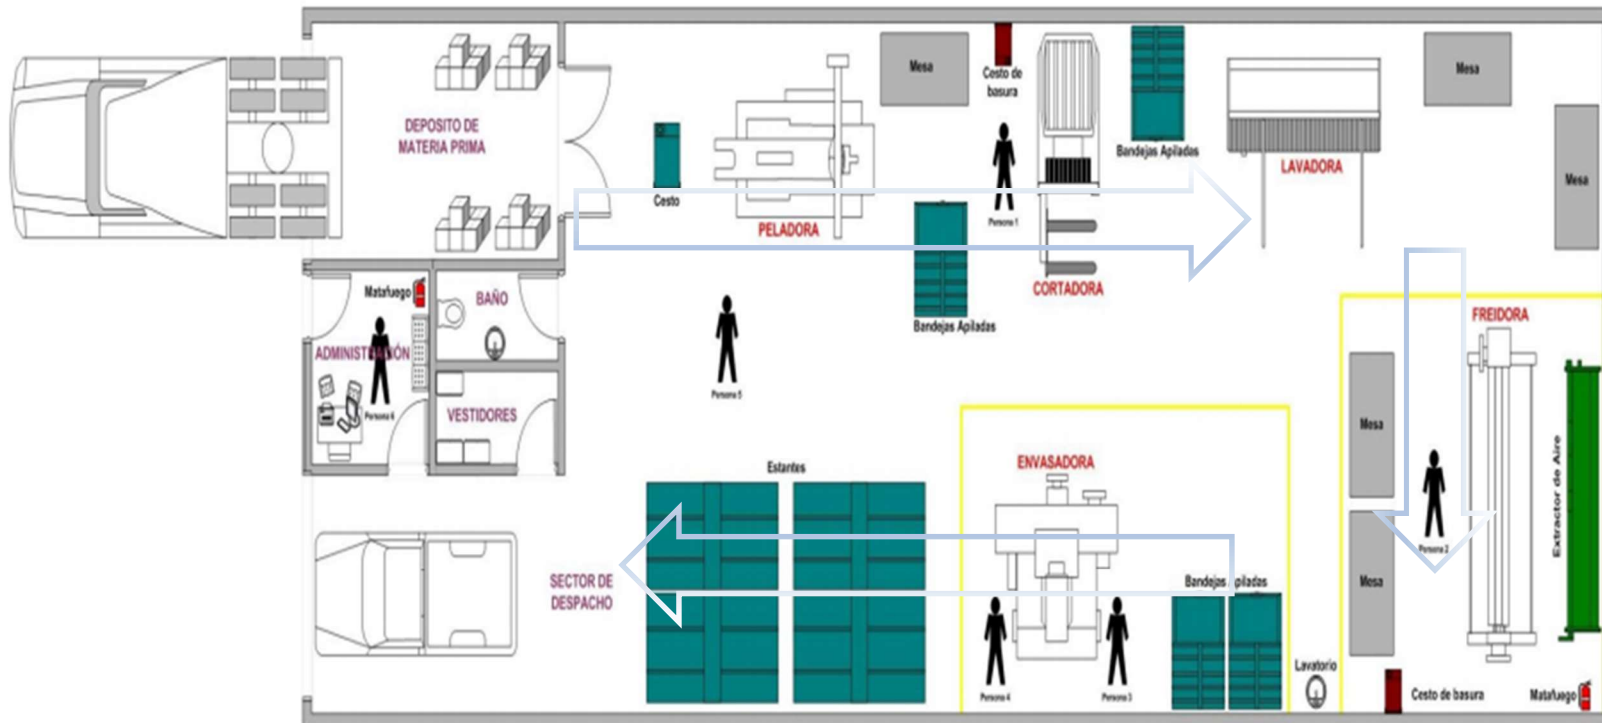 Mesa
Cesto de
basura
Mesa
DEPOSITO DE
MATERIA PRIMA
Bandejas Apiladas
LAVADORA
Mesa
Cesto
Persona 1
PELADORA
CORTADORA
Matafuego
BAÑO
Bandejas Apiladas
FREIDORA
ADMINISTRACIÓN
Persona 5
Persona 6
VESTIDORES
Mesa
Estantes
ENVASADORA
Extractor de Aire
Persona 2
SECTOR DE
DESPACHO
Bandejas Apiladas
Mesa
Lavatorio
Persona 4
Persona 3
Cesto de basura
Matafuego